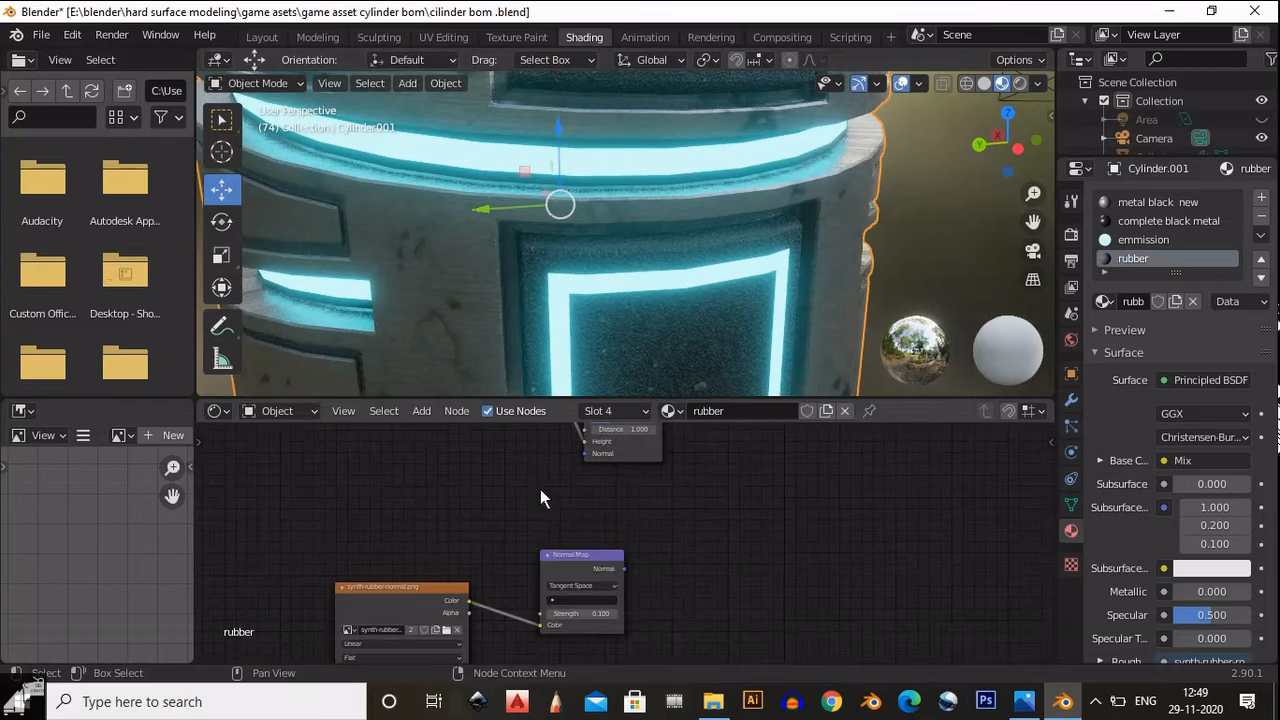 Blender* [E:\blender\hard surface modeling\game asets\game asset cylinder bom\cilinder bom .blend]
File Edit Render Window Help Layout Modeling Sculpting UV Editing Texture Paint Shading Animation Rendering Compositing Scripting + Scene View Layer
View Select Orientation: Default Drag: Select Box Global Options
C:\Use Object Mode View Select Add Object
User Perspective
(74) Collection | Cylinder.001
Audacity Autodesk App...
Custom Offic... Desktop - Sho...
Z
Y
X
Scene Collection
Collection
Area
Camera
Cylinder.001 rubber
metal black new
complete black metal
emmission
rubber
rubb Data
Preview
Surface
Surface Principled BSDF
GGX
Christensen-Bur...
Base C... Mix
Subsurface 0.000
Subsurface... 1.000
0.200
0.100
Subsurface...
Metallic 0.000
Specular 0.500
Specular T... 0.000
Rough synth-rubber-ro
View New
Object View Select Add Node Use Nodes Slot 4 rubber
Distance 1.000
Height
Normal
Normal Map
Normal
Tangent Space
Strength 0.100
Color
synth-rubber-normal.png
Color
Alpha
synth-rubber... 2
Linear
Flat
rubber
Select Box Select Pan View Node Context Menu 2.90.1
Type here to search
ENG
12:49
29-11-2020